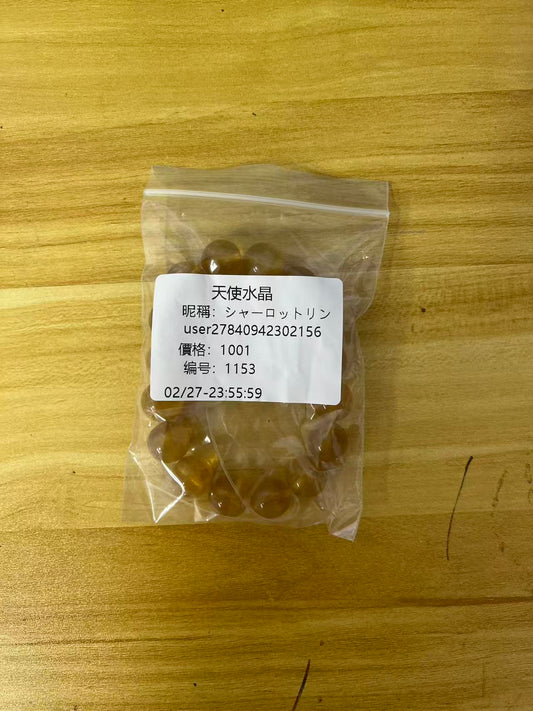 天使水晶
昵稱：シャーロットリン
user27840942302156
價格：1001
编号：1153
02/27-23:55:59